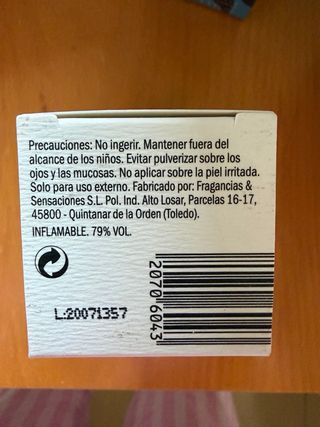 Precauciones: No ingerir. Mantener fuera del
alcance de los niños. Evitar pulverizar sobre los
ojos y las mucosas. No aplicar sobre la piel irritada.
Solo para uso externo. Fabricado por: Fragancias &
Sensaciones S.L. Pol. Ind. Alto Losar, Parcelas 16-17,
45800 - Quintanar de la Orden (Toledo).
INFLAMABLE. 79% VOL.
L:20071357
2070 6043